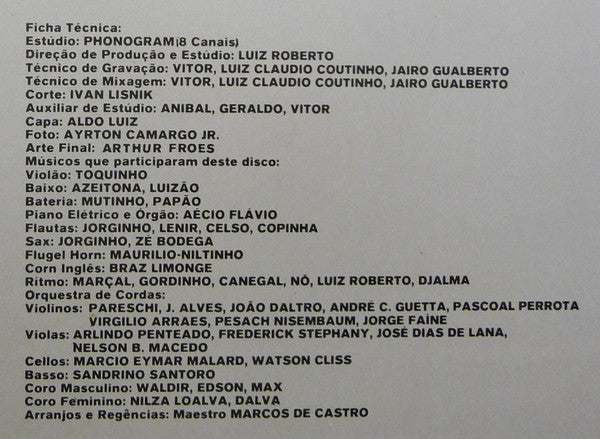 Ficha Técnica:
Estúdio: PHONOGRAM (8 Canais)
Direção de Produção e Estúdio: LUIZ ROBERTO
Técnico de Gravação: VITOR, LUIZ CLAUDIO COUTINHO, JAIRO GUALBERTO
Técnico de Mixagem: VITOR, LUIZ CLAUDIO COUTINHO, JAIRO GUALBERTO
Corte: IVAN LISNIK
Auxiliar de Estúdio: ANIBAL, GERALDO, VITOR
Capa: ALDO LUIZ
Foto: AYRTON CAMARGO JR.
Arte Final: ARTHUR FROES
Músicos que participaram deste disco:
Violão: TOQUINHO
Baixo: AZEITONA, LUIZÃO
Bateria: MUTINHO, PAPÃO
Piano Elétrico e Órgão: AÉCIO FLÁVIO
Flautas: JORGINHO, LENIR, CELSO, COPINHA
Sax: JORGINHO, ZÉ BODEGA
Flugel Horn: MAURILIO-NILTINHO
Corn Inglês: BRAZ LIMONGE
Ritmo: MARÇAL, GORDINHO, CANEGAL, NÔ, LUIZ ROBERTO, DJALMA
Orquestra de Cordas:
Violinos: PARESCHI, J. ALVES, JOÃO DALTRO, ANDRÉ C. GUETTA, PASCOAL PERROTA
VIRGILIO ARRAES, PESACH NISEMBAUM, JORGE FAINE
Violas: ARLINDO PENTEADO, FREDERICK STEPHANY, JOSÉ DIAS DE LANA,
NELSON B. MACEDO
Cellos: MARCIO EYMAR MALARD, WATSON CLISS
Basso: SANDRINO SANTORO
Coro Masculino: WALDIR, EDSON, MAX
Coro Feminino: NILZA LOALVA, DALVA
Arranjos e Regências: Maestro MARCOS DE CASTRO